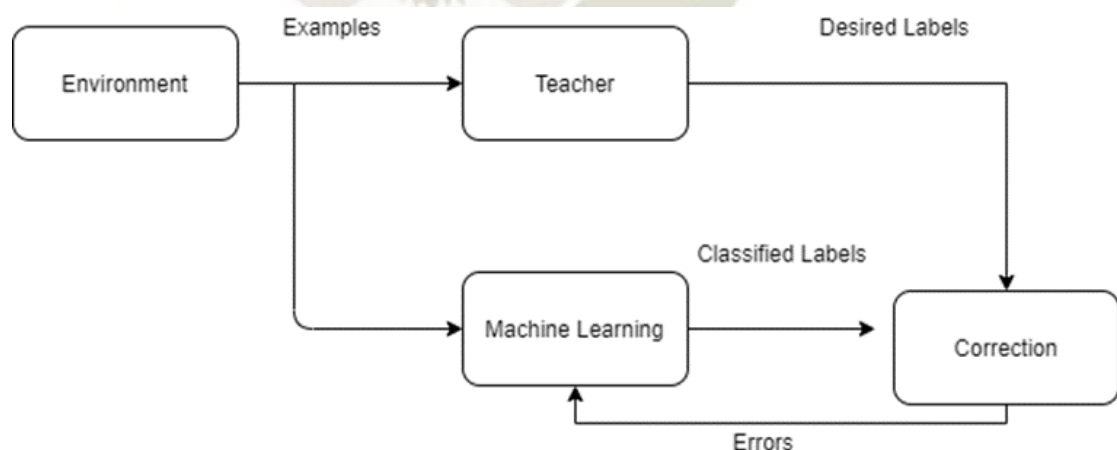 Examples
Desired Labels
Environment
Teacher
Classified Labels
Machine Learning
Correction
Errors